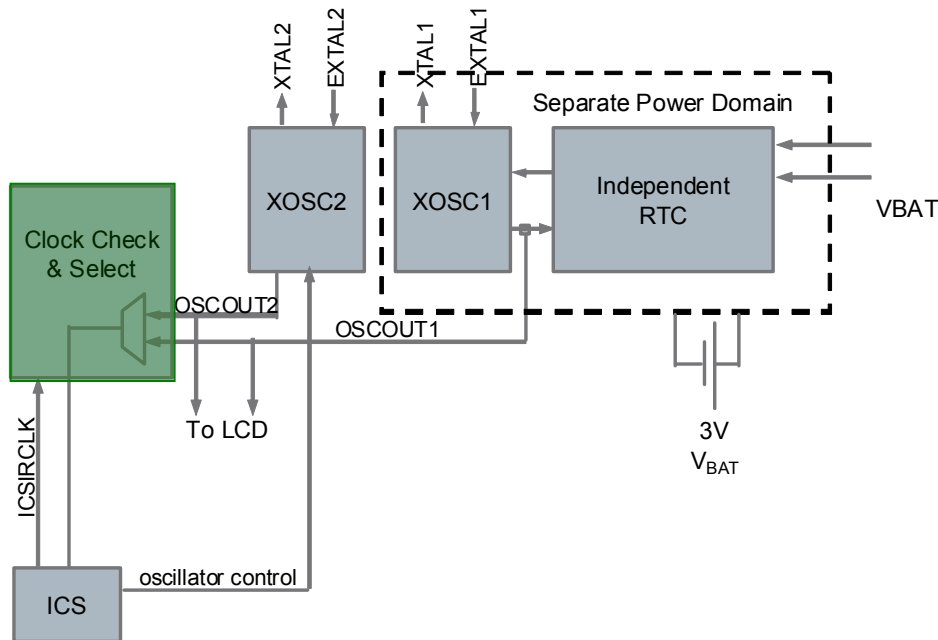 XTAL2
EXTAL2
XTAL1
EXTAL1
Separate Power Domain
XOSC2
XOSC1
Independent
RTC
VBAT
Clock Check
& Select
OSCOUT2
OSCOUT1
To LCD
3V
VBAT
ICSIRCLK
oscillator control
ICS